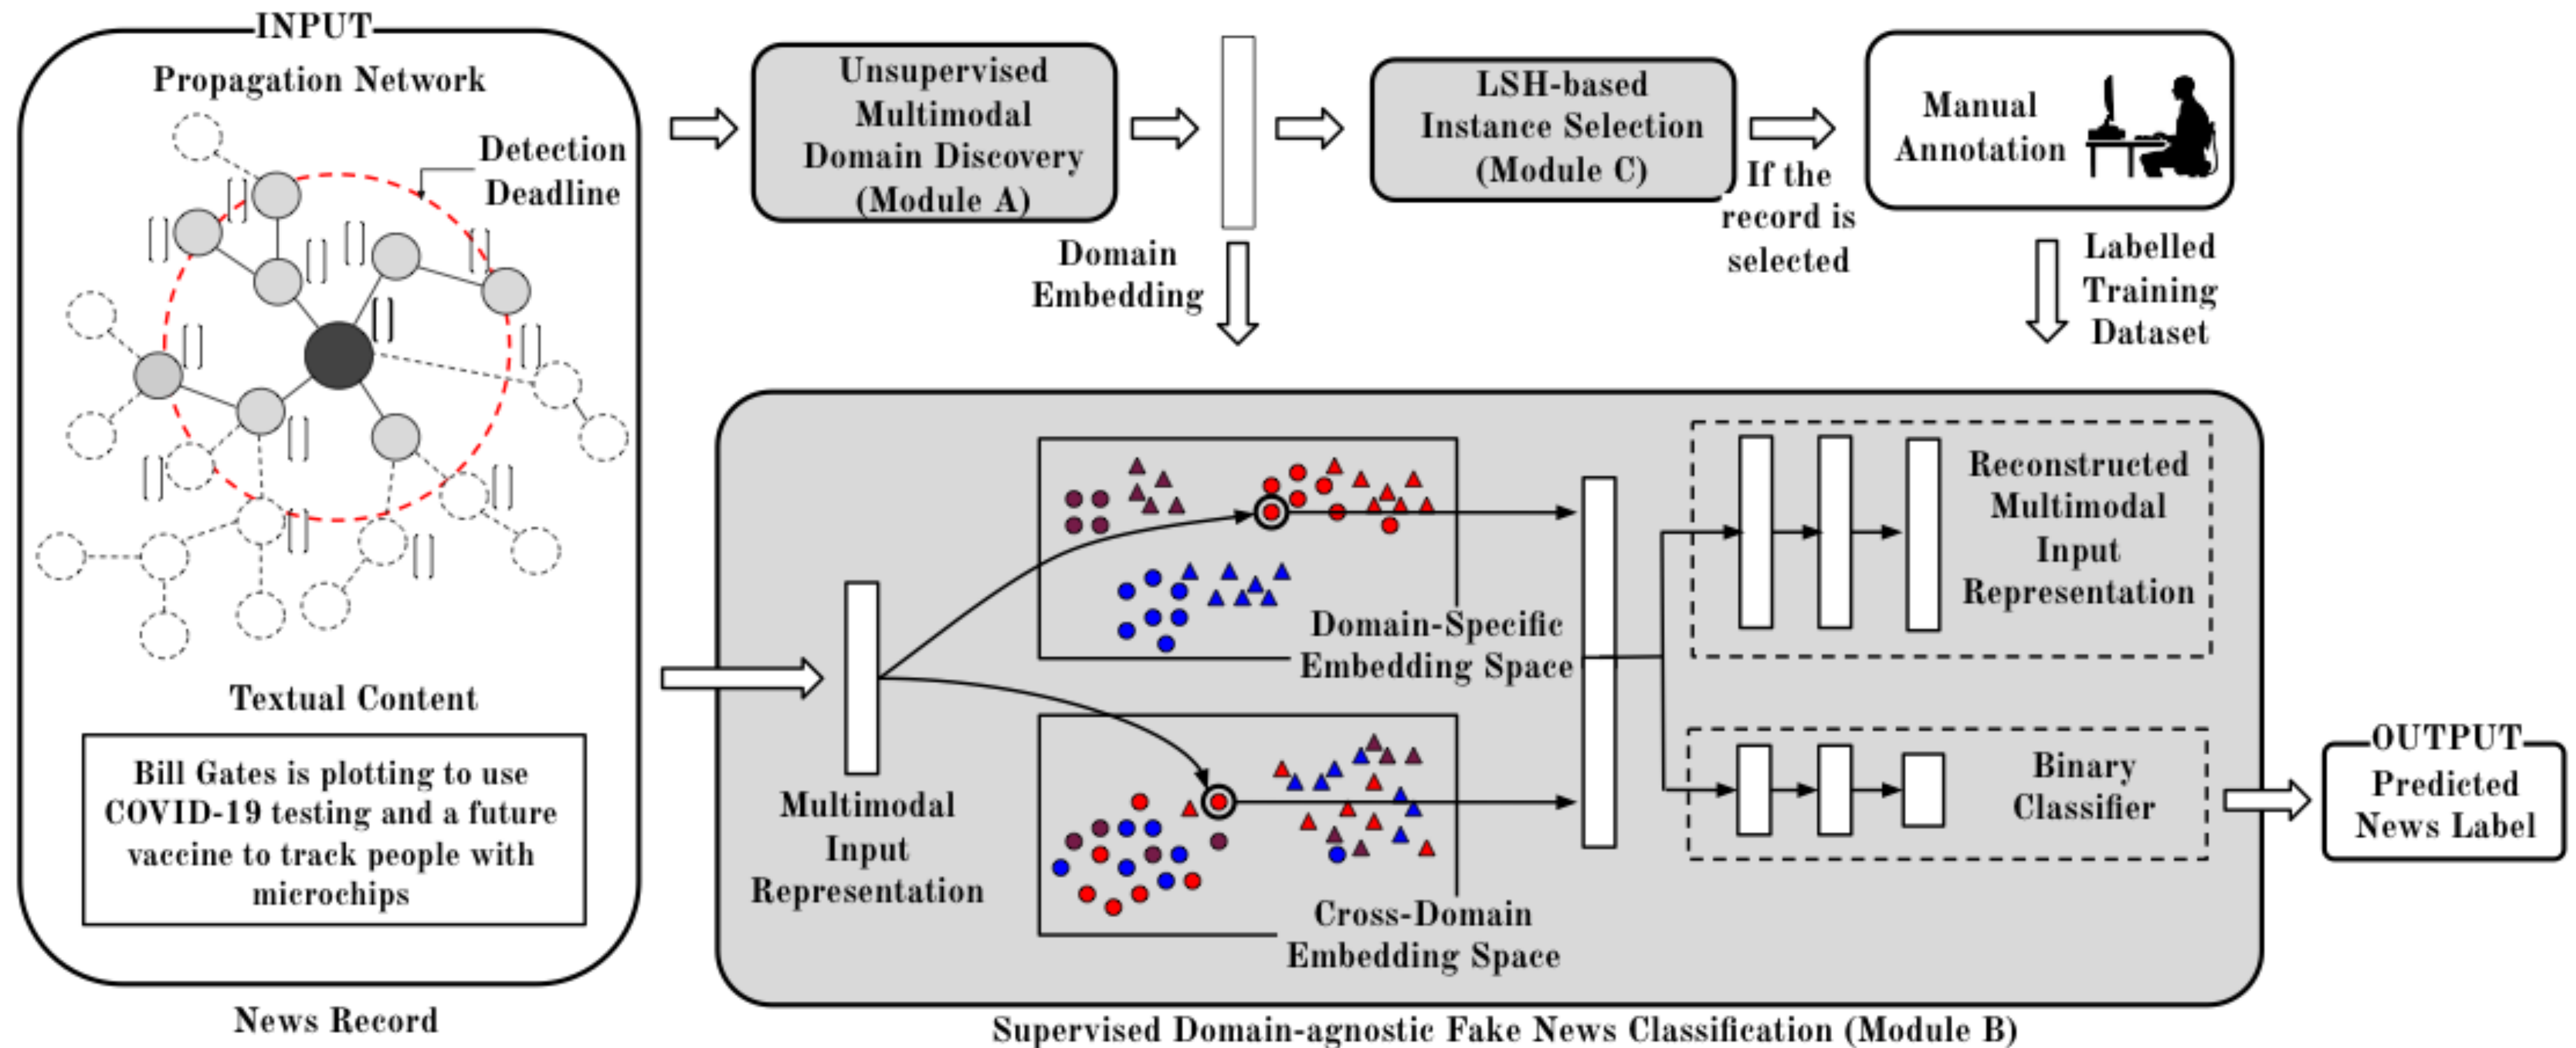 INPUT
Propagation Network
Detection
Deadline
Textual Content
Bill Gates is plotting to use
COVID-19 testing and a future
vaccine to track people with
microchips
News Record
Unsupervised
Multimodal
Domain Discovery
(Module A)
Domain
Embedding
LSH-based
Instance Selection
(Module C)
If the
record is
selected
Manual
Annotation
Labelled
Training
Dataset
Multimodal
Input
Representation
Domain-Specific
Embedding Space
Cross-Domain
Embedding Space
Reconstructed
Multimodal
Input
Representation
Binary
Classifier
Supervised Domain-agnostic Fake News Classification (Module B)
OUTPUT
Predicted
News Label